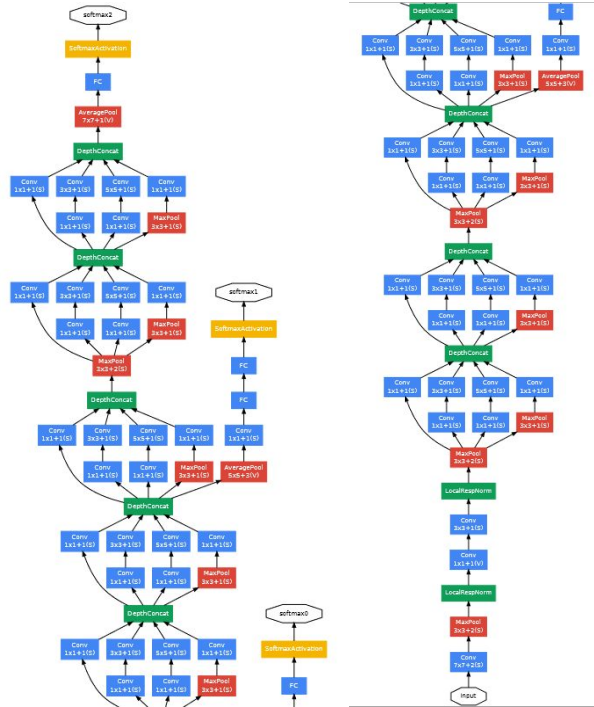 softmax2
SoftmaxActivation
FC
AveragePool
7x7+1(V)
DepthConcat
Conv Conv Conv Conv
1x1+1(S) 3x3+1(S) 5x5+1(S) 1x1+1(S)
Conv Conv MaxPool
1x1+1(S) 1x1+1(S) 3x3+1(S)
DepthConcat
Conv Conv Conv Conv
1x1+1(S) 3x3+1(S) 5x5+1(S) 1x1+1(S)
softmax1
Conv Conv MaxPool
1x1+1(S) 1x1+1(S) 3x3+1(S)
SoftmaxActivation
MaxPool
3x3+2(S)
FC
DepthConcat
FC
Conv Conv Conv Conv Conv
1x1+1(S) 3x3+1(S) 5x5+1(S) 1x1+1(S) 1x1+1(S)
Conv Conv MaxPool AveragePool
1x1+1(S) 1x1+1(S) 3x3+1(S) 5x5+3(V)
DepthConcat
Conv Conv Conv Conv
1x1+1(S) 3x3+1(S) 5x5+1(S) 1x1+1(S)
Conv Conv MaxPool
1x1+1(S) 1x1+1(S) 3x3+1(S)
DepthConcat
softmax0
Conv Conv Conv Conv
1x1+1(S) 3x3+1(S) 5x5+1(S) 1x1+1(S)
SoftmaxActivation
Conv Conv MaxPool
1x1+1(S) 1x1+1(S) 3x3+1(S)
FC
DepthConcat
FC
Conv Conv Conv Conv Conv
1x1+1(S) 3x3+1(S) 5x5+1(S) 1x1+1(S) 1x1+1(S)
Conv Conv MaxPool AveragePool
1x1+1(S) 1x1+1(S) 3x3+1(S) 5x5+3(V)
DepthConcat
Conv Conv Conv Conv
1x1+1(S) 3x3+1(S) 5x5+1(S) 1x1+1(S)
Conv Conv MaxPool
1x1+1(S) 1x1+1(S) 3x3+1(S)
MaxPool
3x3+2(S)
DepthConcat
Conv Conv Conv Conv
1x1+1(S) 3x3+1(S) 5x5+1(S) 1x1+1(S)
Conv Conv MaxPool
1x1+1(S) 1x1+1(S) 3x3+1(S)
DepthConcat
Conv Conv Conv Conv
1x1+1(S) 3x3+1(S) 5x5+1(S) 1x1+1(S)
Conv Conv MaxPool
1x1+1(S) 1x1+1(S) 3x3+1(S)
MaxPool
3x3+2(S)
LocalRespNorm
Conv
3x3+1(S)
Conv
1x1+1(V)
LocalRespNorm
MaxPool
3x3+2(S)
Conv
7x7+2(S)
input